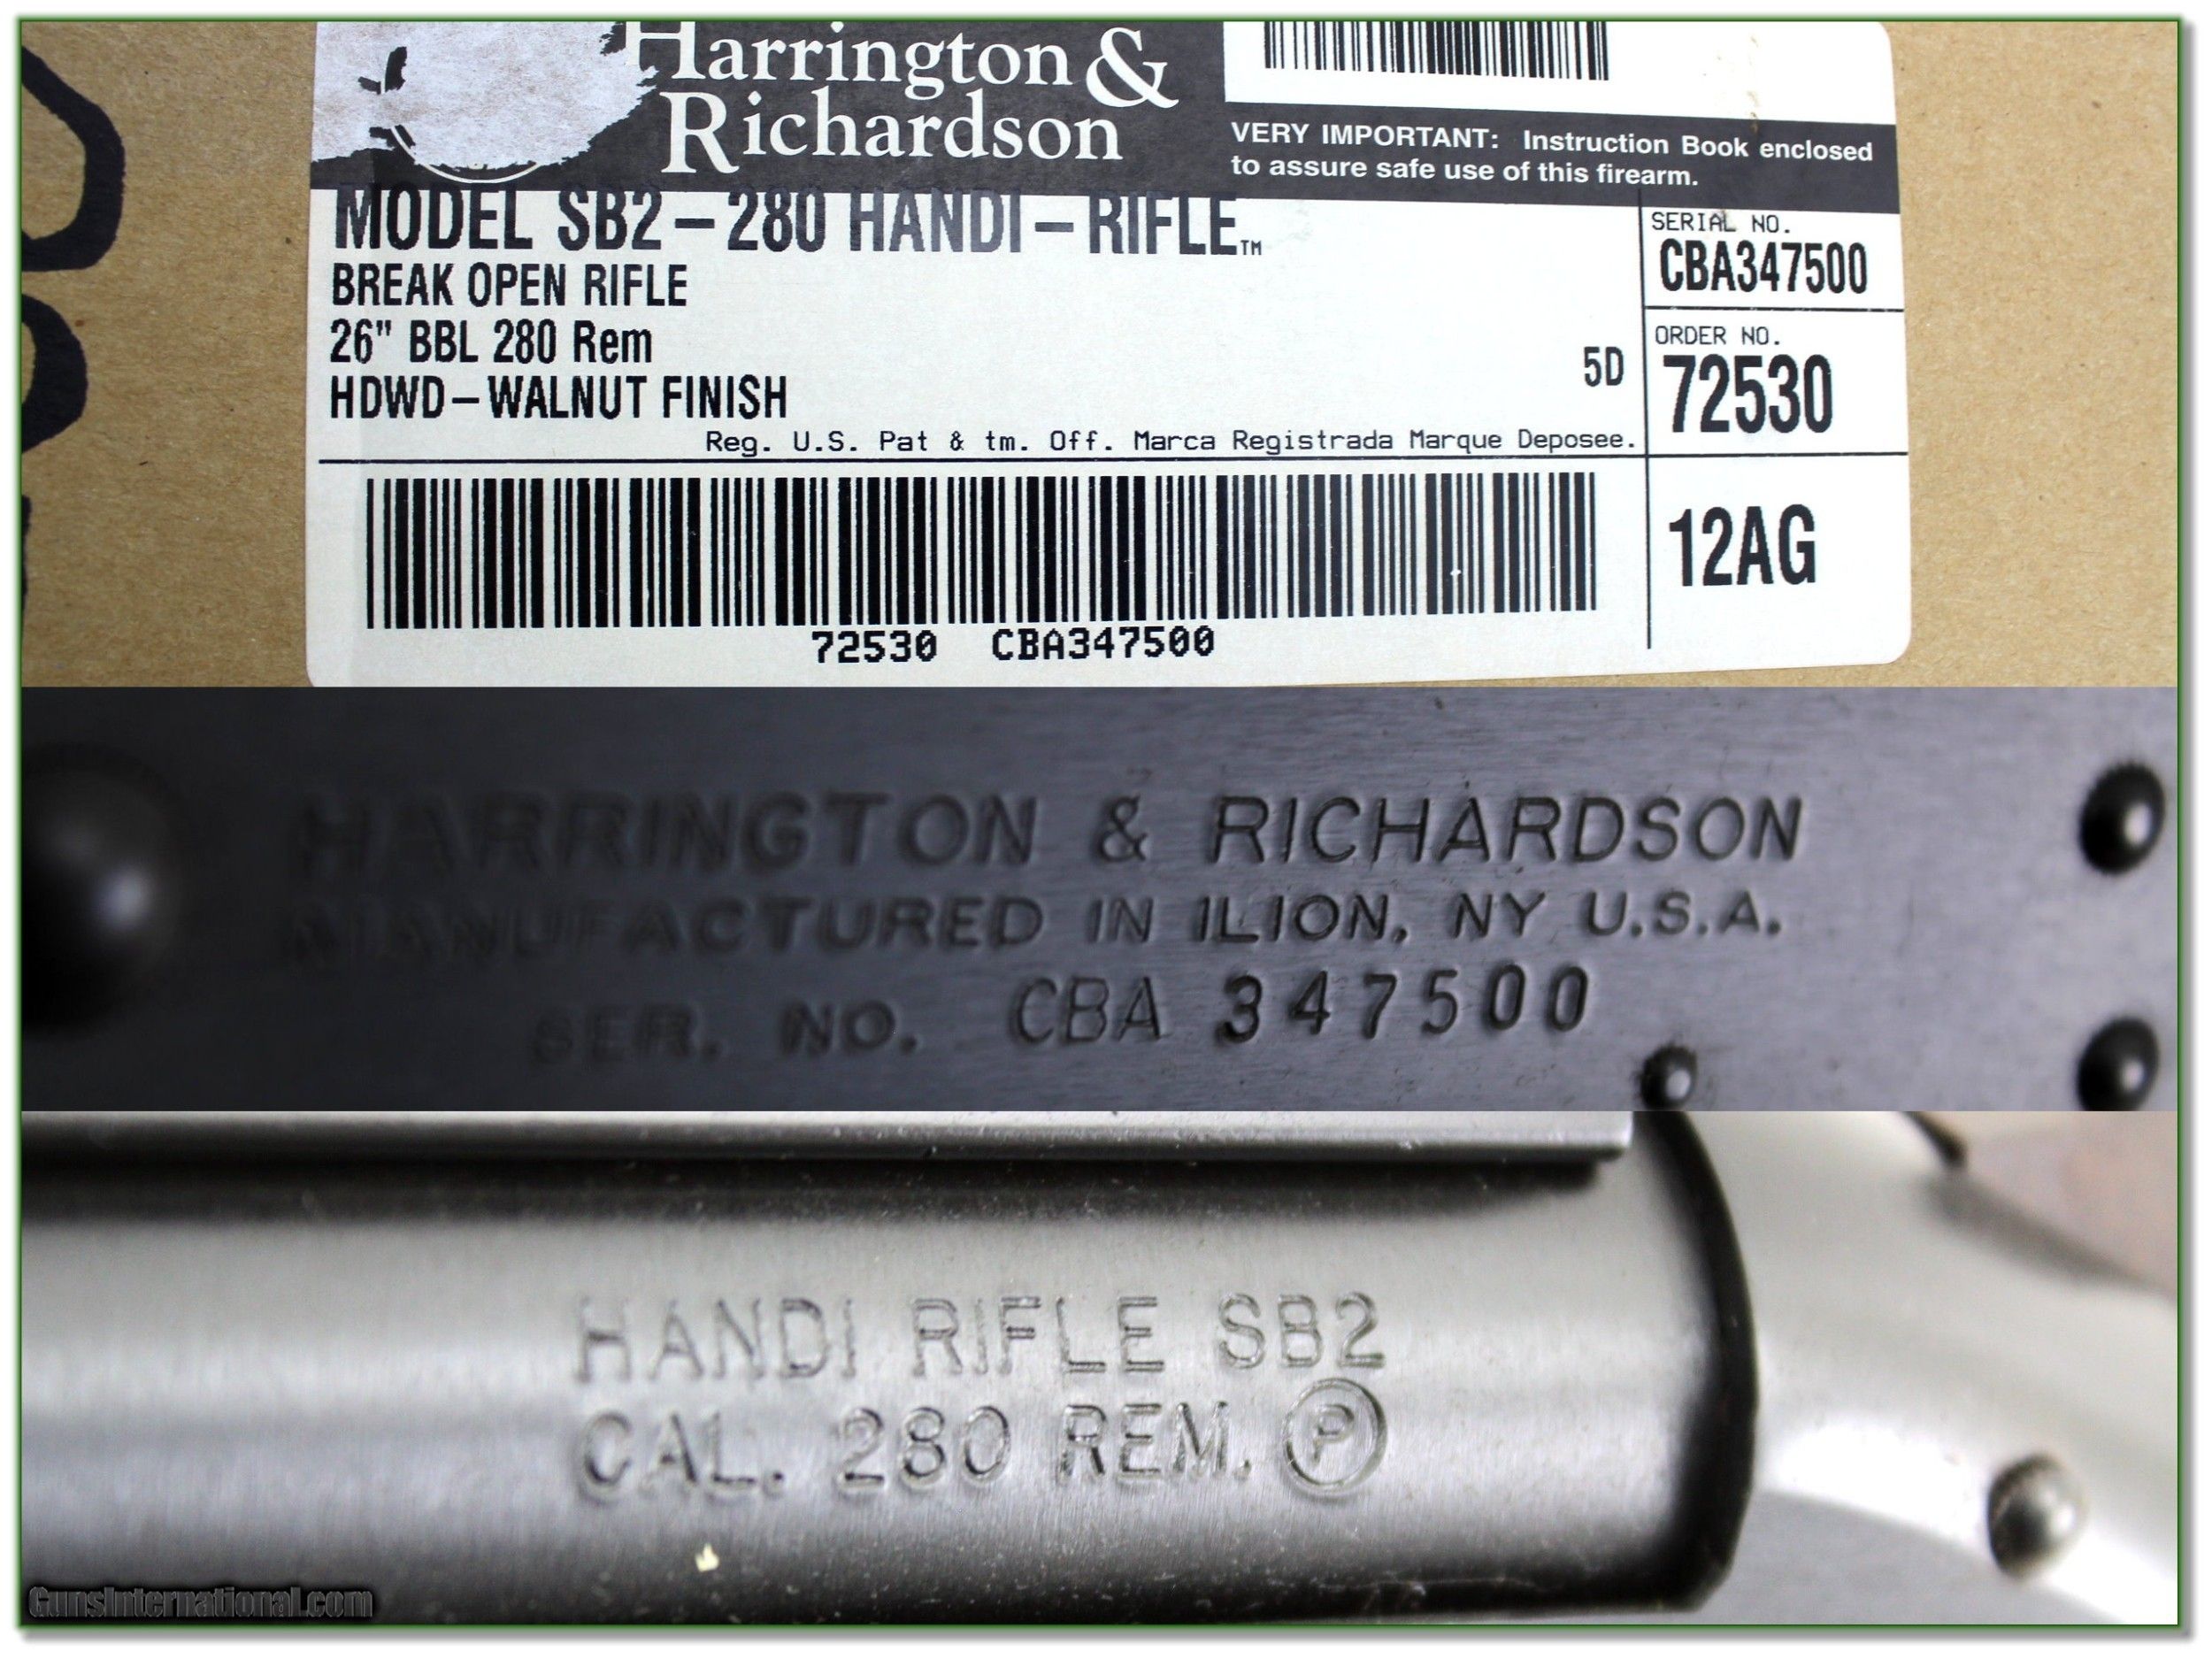 Harrington &
Richardson
VERY IMPORTANT: Instruction Book enclosed
to assure safe use of this firearm.
MODEL SB2-280 HANDI-RIFLE™
BREAK OPEN RIFLE
26" BBL 280 Rem
HDWD-WALNUT FINISH
5D
Reg. U.S. Pat & tm. Off. Marca Registrada Marque Deposee.
SERIAL NO.
CBA347500
ORDER NO.
72530
12AG
72530 CBA347500
HARRINGTON & RICHARDSON
MANUFACTURED IN ILION, NY U.S.A.
SER. NO. CBA 347500
HANDI RIFLE SB2
CAL. 280 REM. P
GunsInternational.com